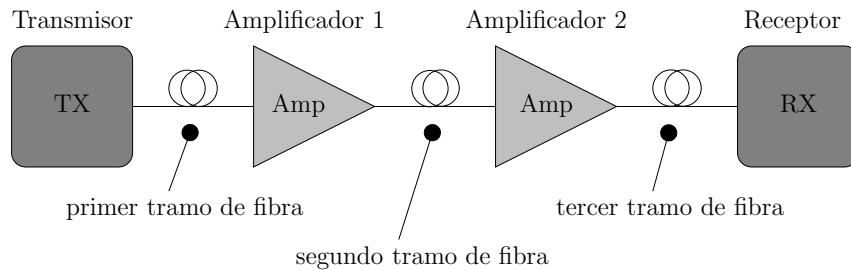 Transmisor
Amplificador 1
Amplificador 2
Receptor
TX
Amp
Amp
RX
primer tramo de fibra
tercer tramo de fibra
segundo tramo de fibra